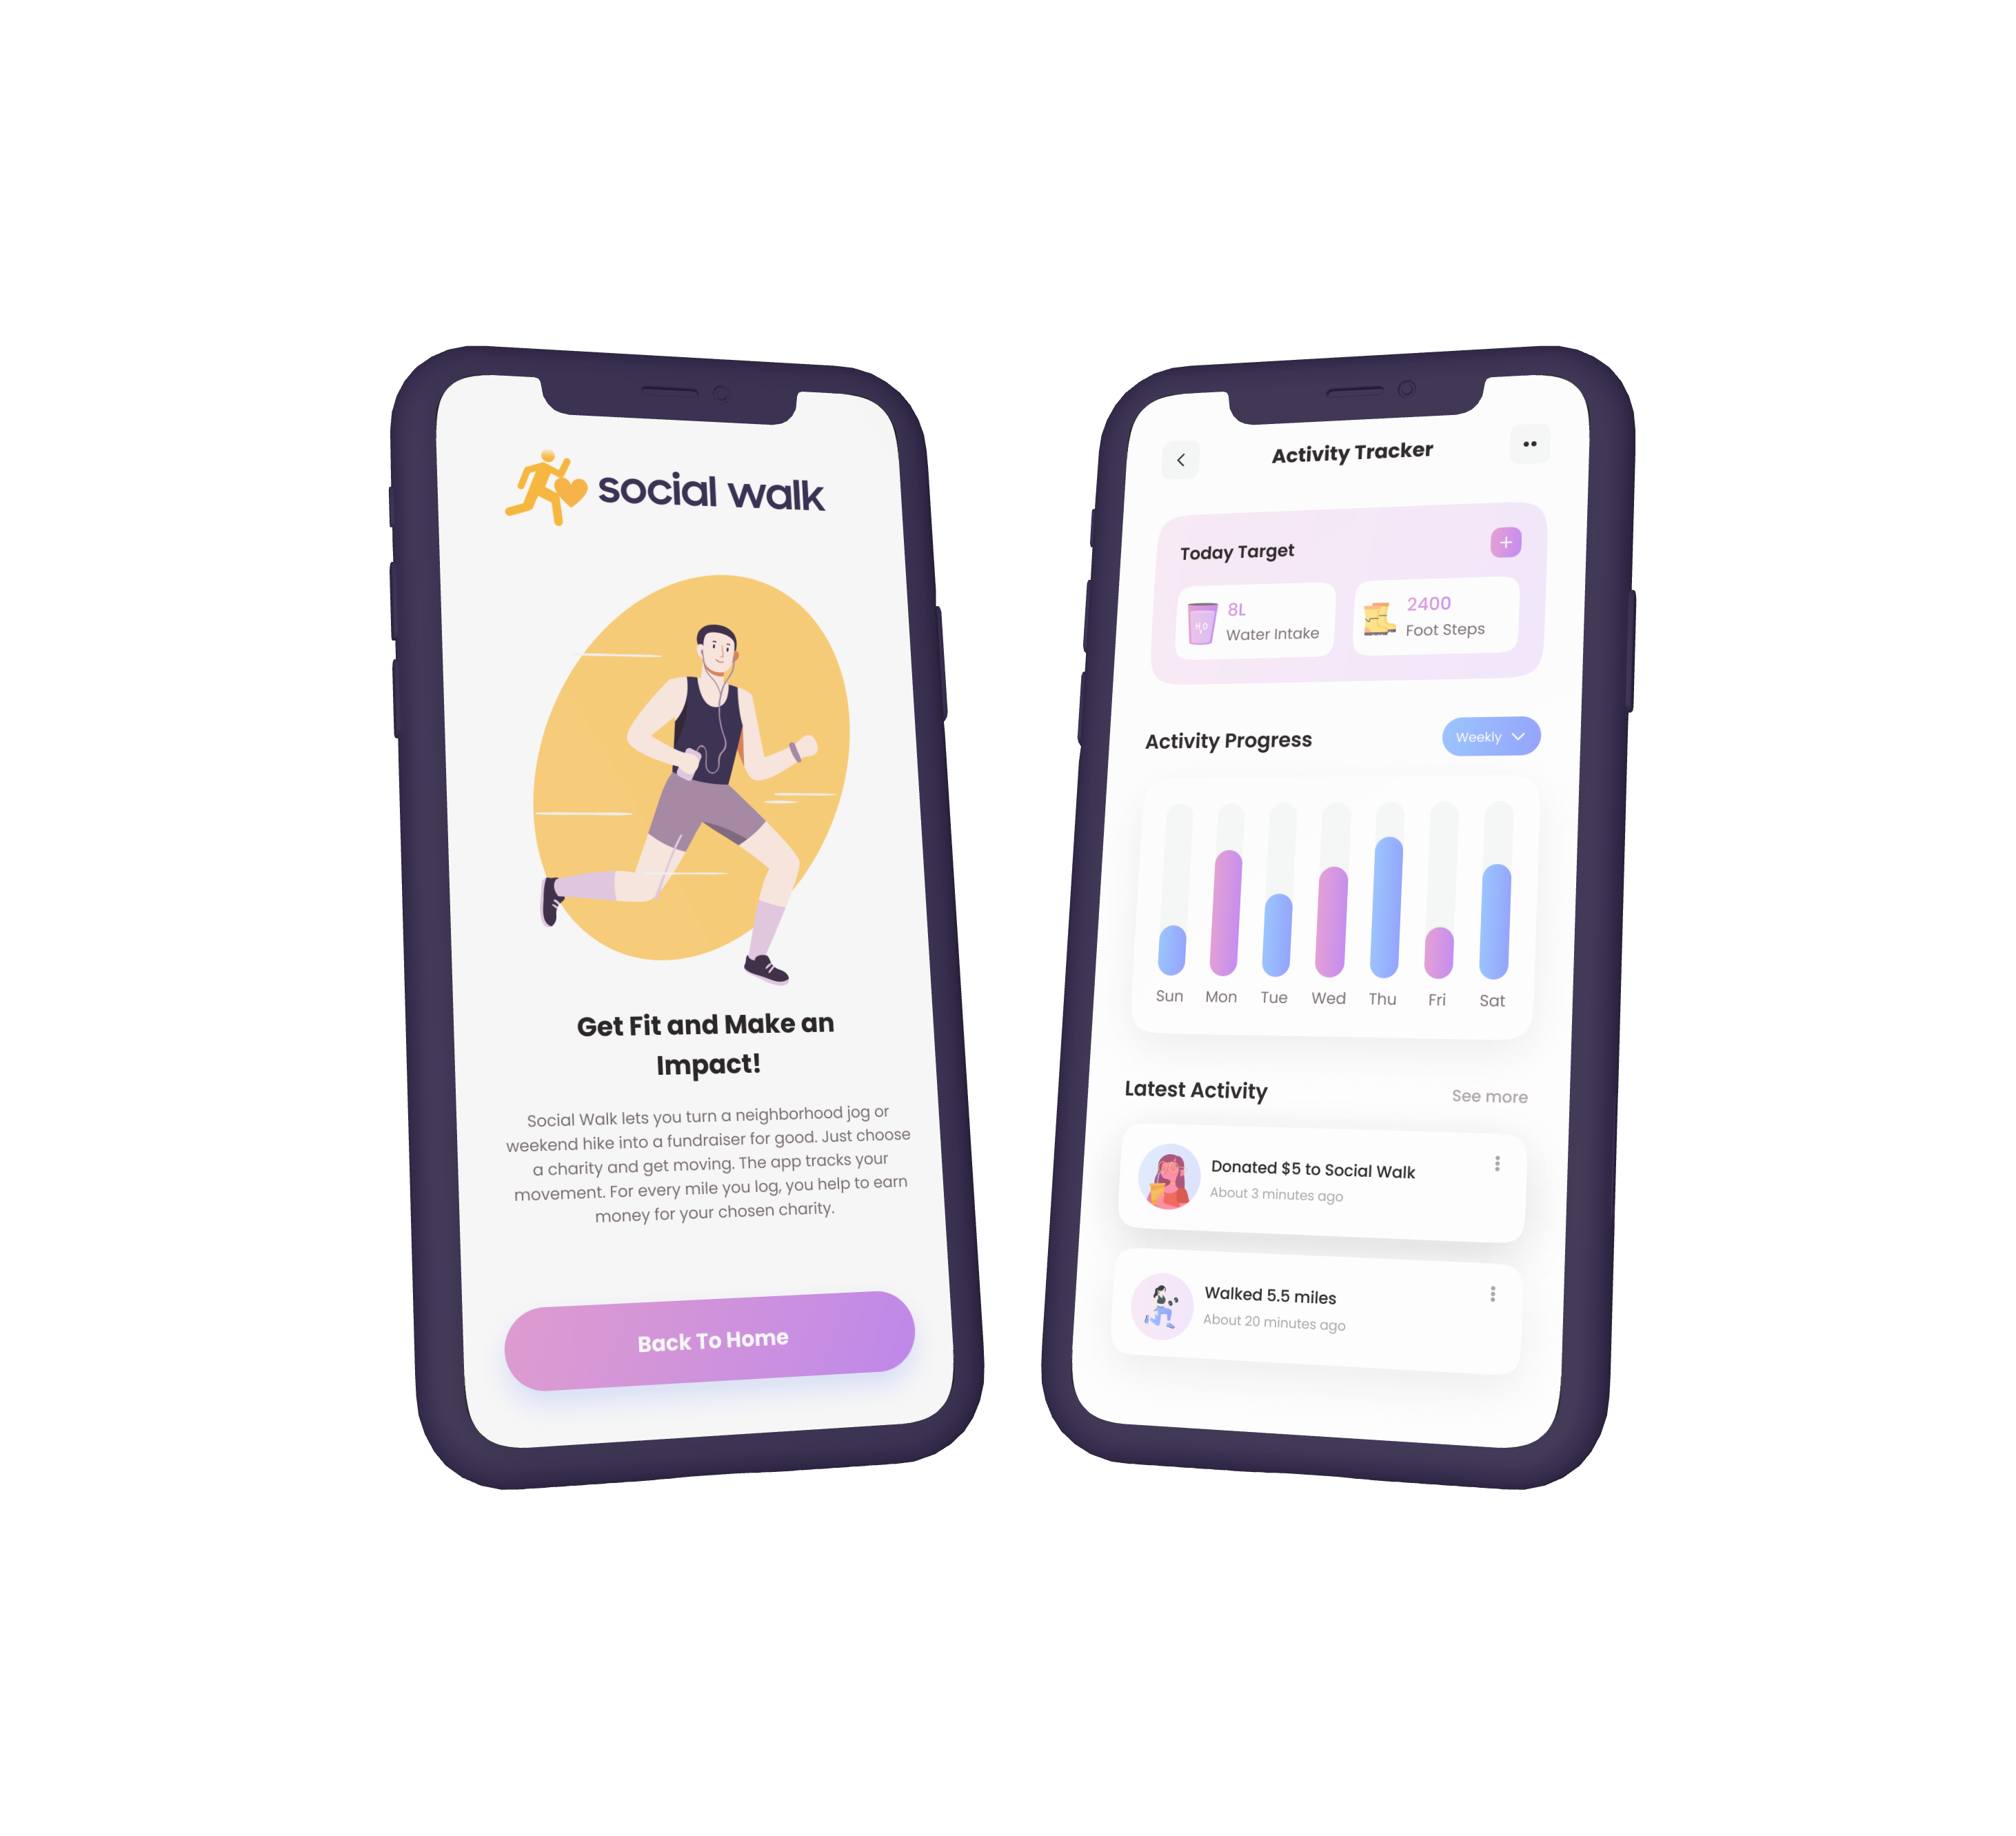 social walk
Get Fit and Make an
Impact!
Social Walk lets you turn a neighborhood jog or
weekend hike into a fundraiser for good. Just choose
a charity and get moving. The app tracks your
movement. For every mile you log, you help to earn
money for your chosen charity.
Back To Home
Activity Tracker
Today Target
H2O
8L
Water Intake
2400
Foot Steps
Activity Progress
Weekly
Sun Mon Tue Wed Thu Fri Sat
Latest Activity
See more
Donated $5 to Social Walk
About 3 minutes ago
Walked 5.5 miles
About 20 minutes ago